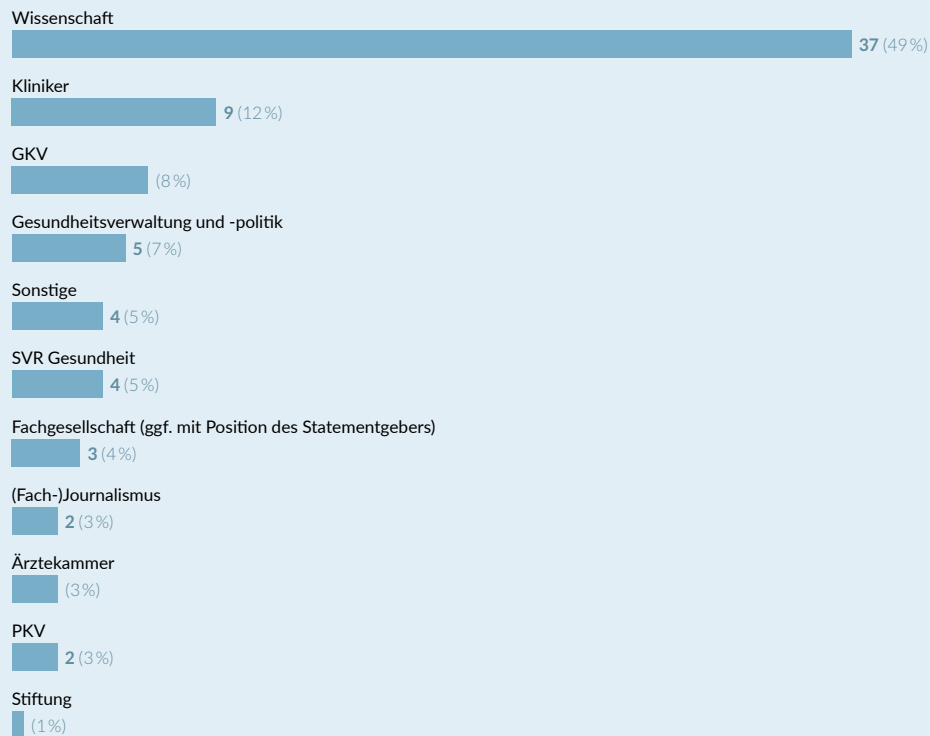 Wissenschaft
37 (49%)
Kliniker
9 (12%)
GKV
(8%)
Gesundheitsverwaltung und -politik
5 (7%)
Sonstige
4 (5%)
SVR Gesundheit
4 (5%)
Fachgesellschaft (ggf. mit Position des Statementgebers)
3 (4%)
(Fach-)Journalismus
2 (3%)
Ärztekammer
(3%)
PKV
2 (3%)
Stiftung
(1%)